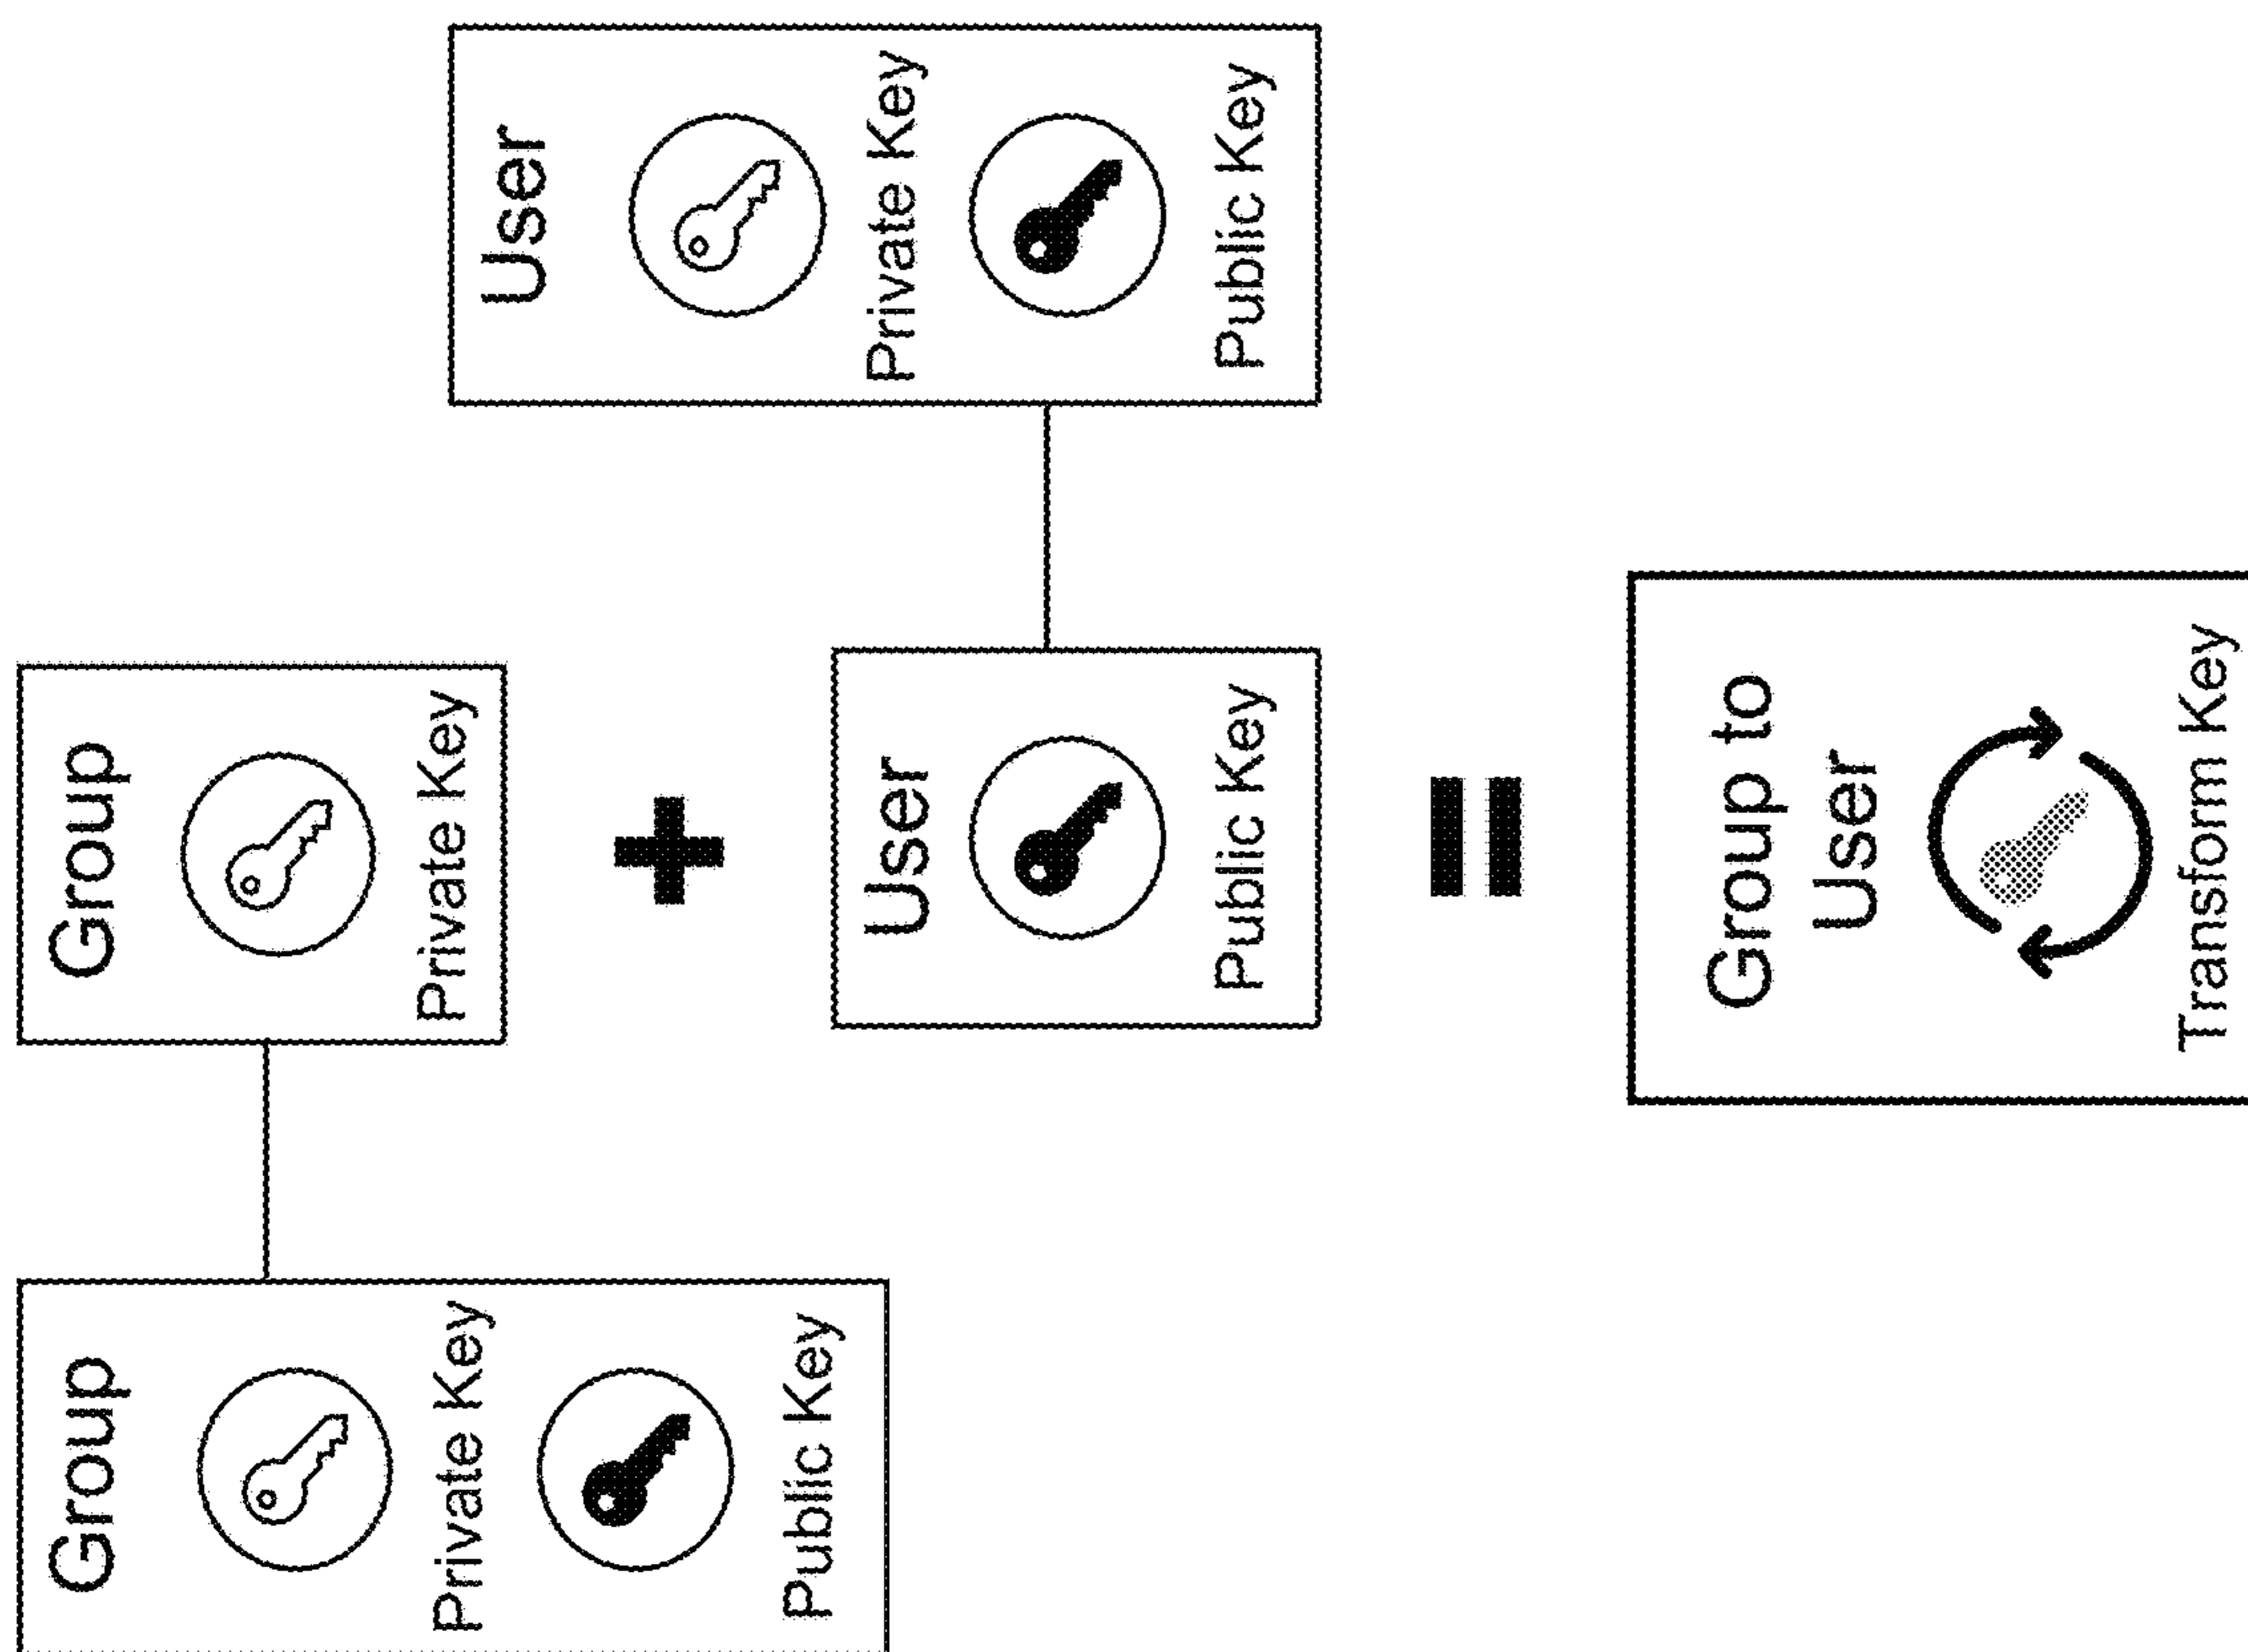 Group
Private Key
Public Key
Group
Private Key
+
User
Public Key
=
Group to
User
Transform Key
User
Private Key
Public Key